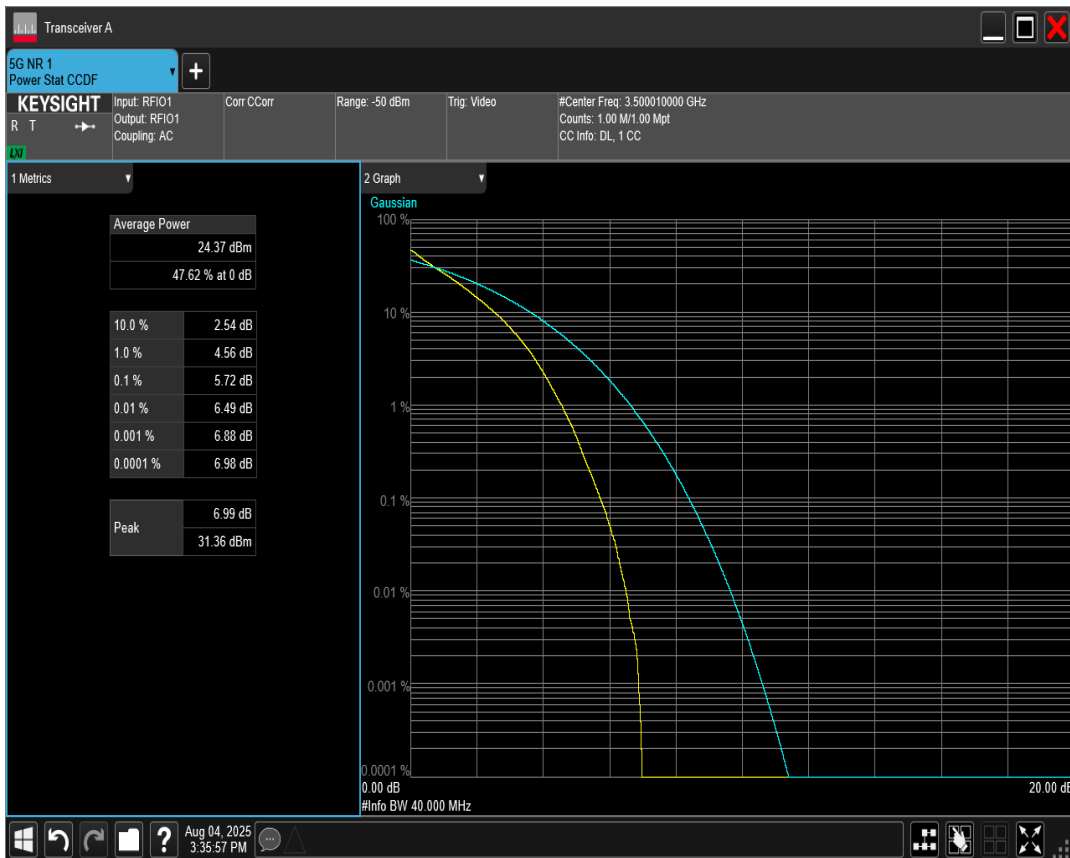 Transceiver A
5G NR 1
Power Stat CCDF
KEYSIGHT
R T
LXI
Input: RFIO1
Output: RFIO1
Coupling: AC
Corr CCorr
Range: -50 dBm
Trig: Video
#Center Freq: 3.500010000 GHz
Counts: 1.00 M/1.00 Mpt
CC Info: DL, 1 CC
1 Metrics
Average Power
24.37 dBm
47.62 % at 0 dB
10.0 % 2.54 dB
1.0 % 4.56 dB
0.1 % 5.72 dB
0.01 % 6.49 dB
0.001 % 6.88 dB
0.0001 % 6.98 dB
Peak
6.99 dB
31.36 dBm
2 Graph
Gaussian
100 %
10 %
1 %
0.1 %
0.01 %
0.001 %
0.0001 %
0.00 dB 20.00 dB
#Info BW 40.000 MHz
Aug 04, 2025
3:35:57 PM